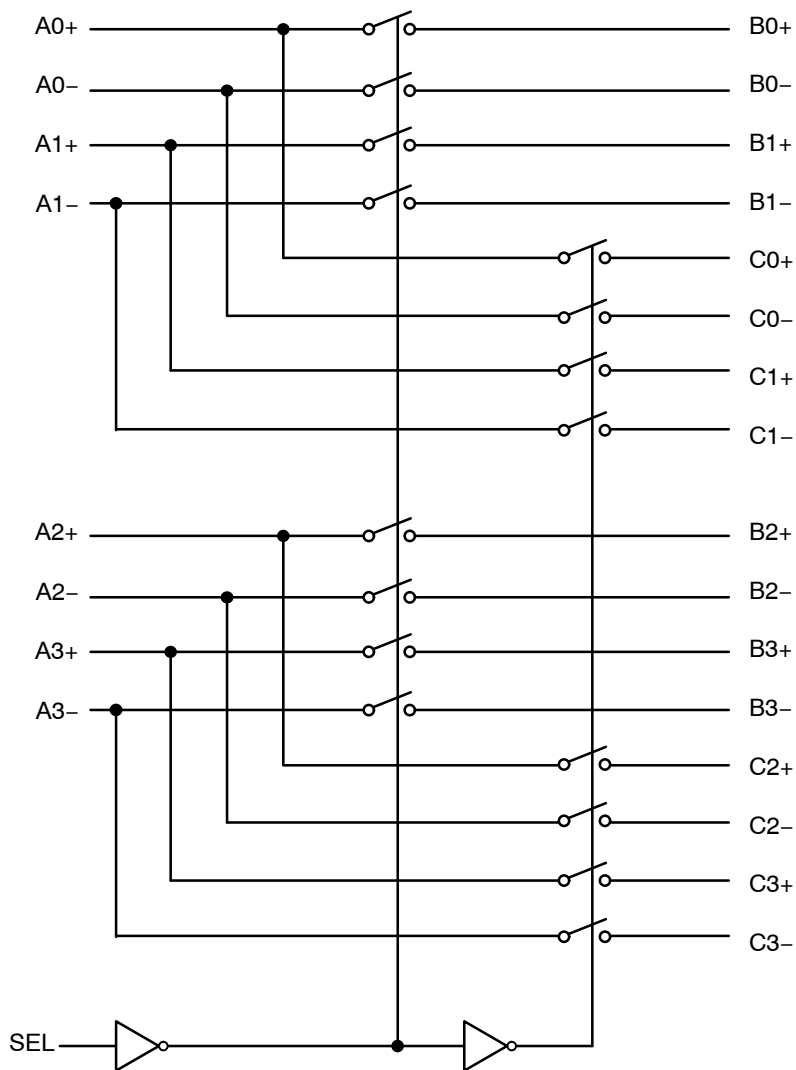 A0+ B0+
A0− B0−
A1+ B1+
A1− B1−
C0+
C0−
C1+
C1−
A2+ B2+
A2− B2−
A3+ B3+
A3− B3−
C2+
C2−
C3+
C3−
SEL